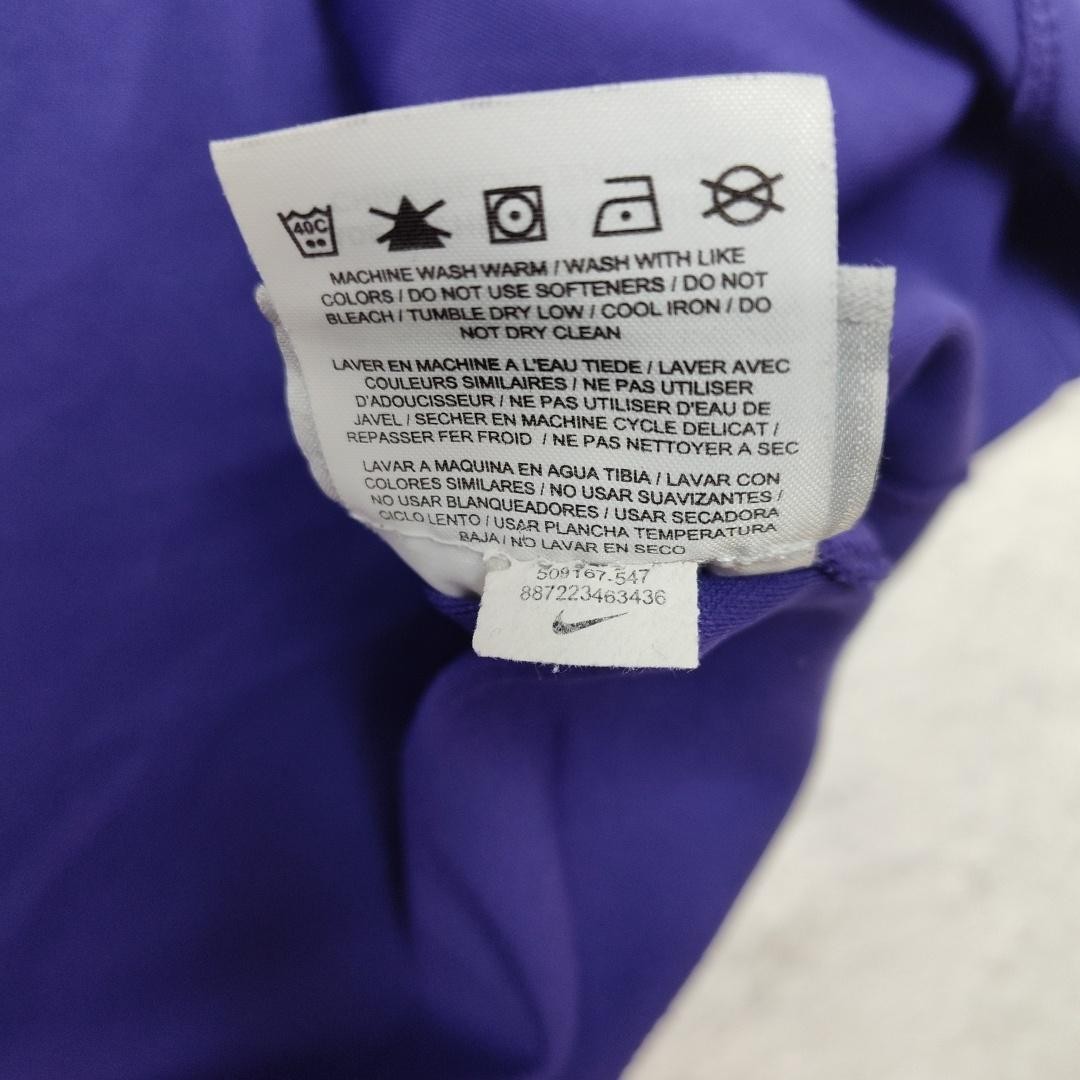 40C
MACHINE WASH WARM / WASH WITH LIKE
COLORS / DO NOT USE SOFTENERS / DO NOT
BLEACH / TUMBLE DRY LOW / COOL IRON / DO
NOT DRY CLEAN
LAVER EN MACHINE A L'EAU TIEDE / LAVER AVEC
COULEURS SIMILAIRES / NE PAS UTILISER
D'ADOUCISSEUR / NE PAS UTILISER D'EAU DE
JAVEL / SECHER EN MACHINE CYCLE DELICAT /
REPASSER FER FROID / NE PAS NETTOYER A SEC
LAVAR A MAQUINA EN AGUA TIBIA / LAVAR CON
COLORES SIMILARES / NO USAR SUAVIZANTES /
NO USAR BLANQUEADORES / USAR SECADORA
CICLO LENTO / USAR PLANCHA TEMPERATURA
BAJA / NO LAVAR EN SECO
509167-547
887223463436